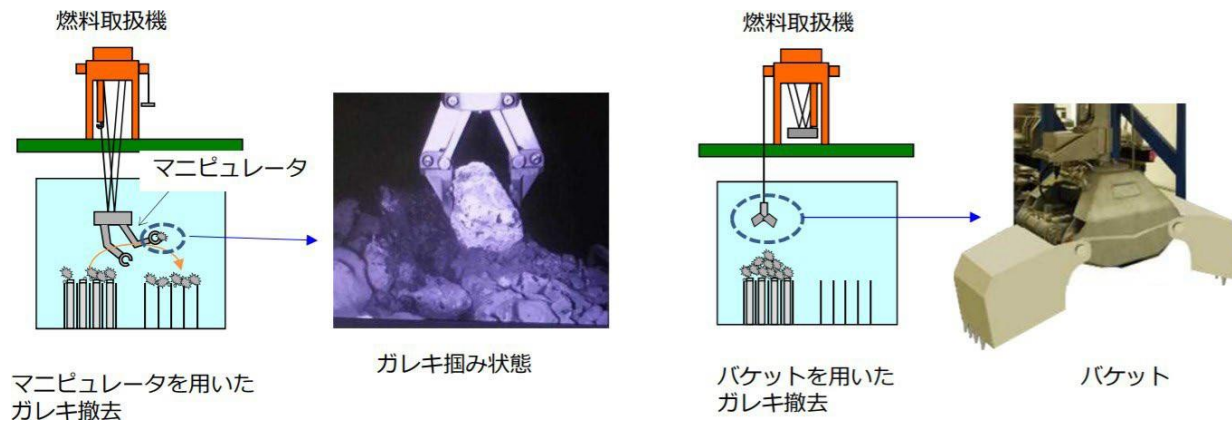 燃料取扱機
マニピュレータ
マニピュレータを用いた
ガレキ撤去
ガレキ掴み状態
燃料取扱機
バケットを用いた
ガレキ撤去
バケット